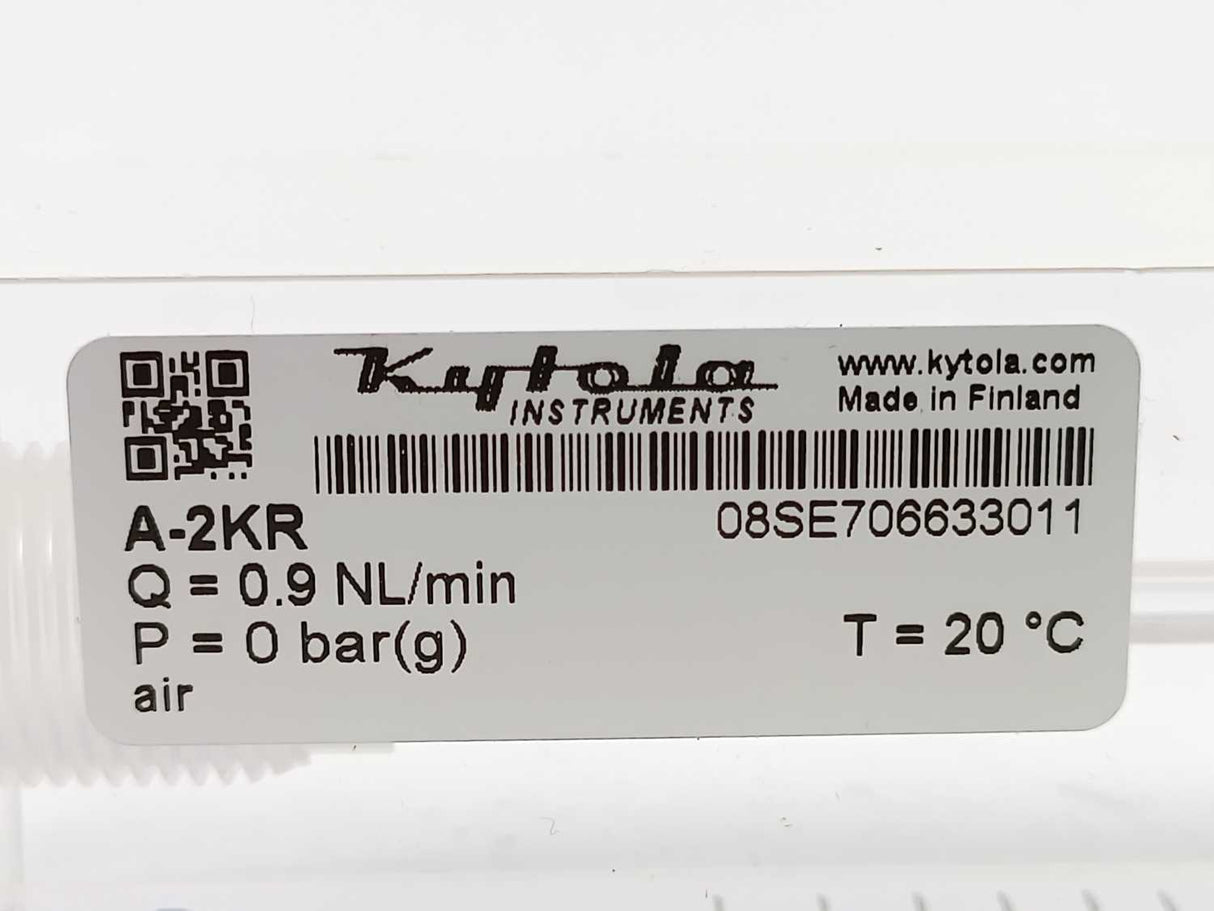 Kytola
INSTRUMENTS
www.kytola.com
Made in Finland
A-2KR
08SE706633011
Q = 0.9 NL/min
P = 0 bar(g)
T = 20 °C
air